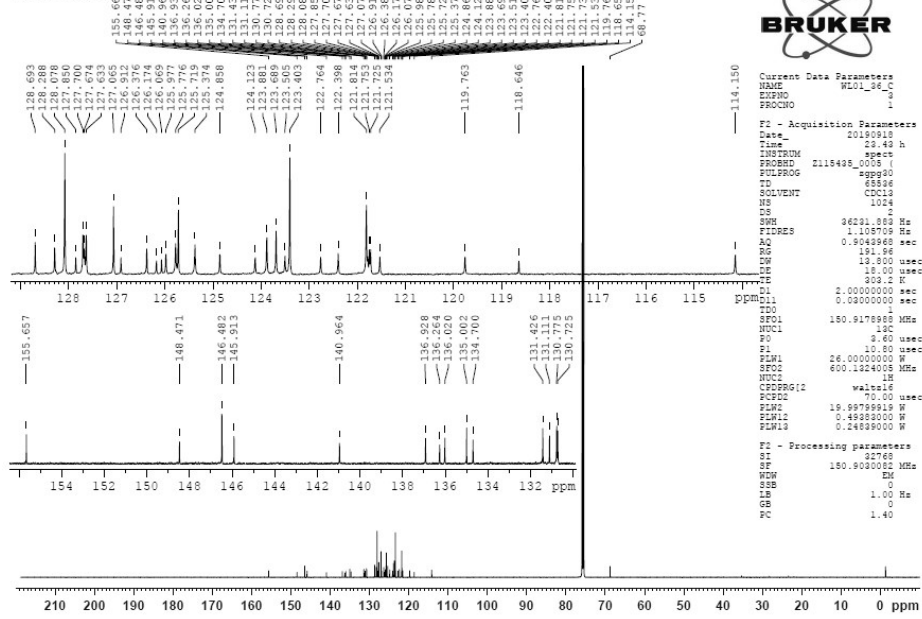 BRUKER
128.693
128.288
128.078
127.850
127.700
127.674
127.633
127.065
126.912
126.376
126.174
126.069
125.977
125.776
125.719
125.374
124.858
124.123
123.881
123.689
123.505
123.403
122.764
122.398
121.814
121.753
121.725
121.534
119.763
118.646
114.150
128 127 126 125 124 123 122 121 120 119 118 117 116 115 ppm
155.657
148.471
146.482
145.913
140.964
136.928
136.264
136.020
135.002
134.700
131.426
131.111
130.775
130.725
154 152 150 148 146 144 142 140 138 136 134 132 ppm
210 200 190 180 170 160 150 140 130 120 110 100 90 80 70 60 50 40 30 20 10 0 ppm
Current Data Parameters
NAME WL01_36_C
EXPNO 3
PROCNO 1
F2 - Acquisition Parameters
Date_ 20190918
Time 23.43 h
INSTRUM spect
PROBHD Z115435_0005 (
PULPROG zgpg30
TD 65536
SOLVENT CDCl3
NS 1024
DS 2
SWH 36231.883 Hz
FIDRES 1.105709 Hz
AQ 0.9043968 sec
RG 191.96
DW 13.800 usec
DE 18.00 usec
TE 303.2 K
D1 2.00000000 sec
D11 0.03000000 sec
TD0 1
SFO1 150.9178988 MHz
NUC1 13C
P0 3.60 usec
P1 10.80 usec
PLW1 26.00000000 W
SFO2 600.1324005 MHz
NUC2 1H
CPDPRG[2 waltz16
PCPD2 70.00 usec
PLW2 19.99799919 W
PLW12 0.49383000 W
PLW13 0.24839000 W
F2 - Processing parameters
SI 32768
SF 150.9030082 MHz
WDW EM
SSB 0
LB 1.00 Hz
GB 0
PC 1.40